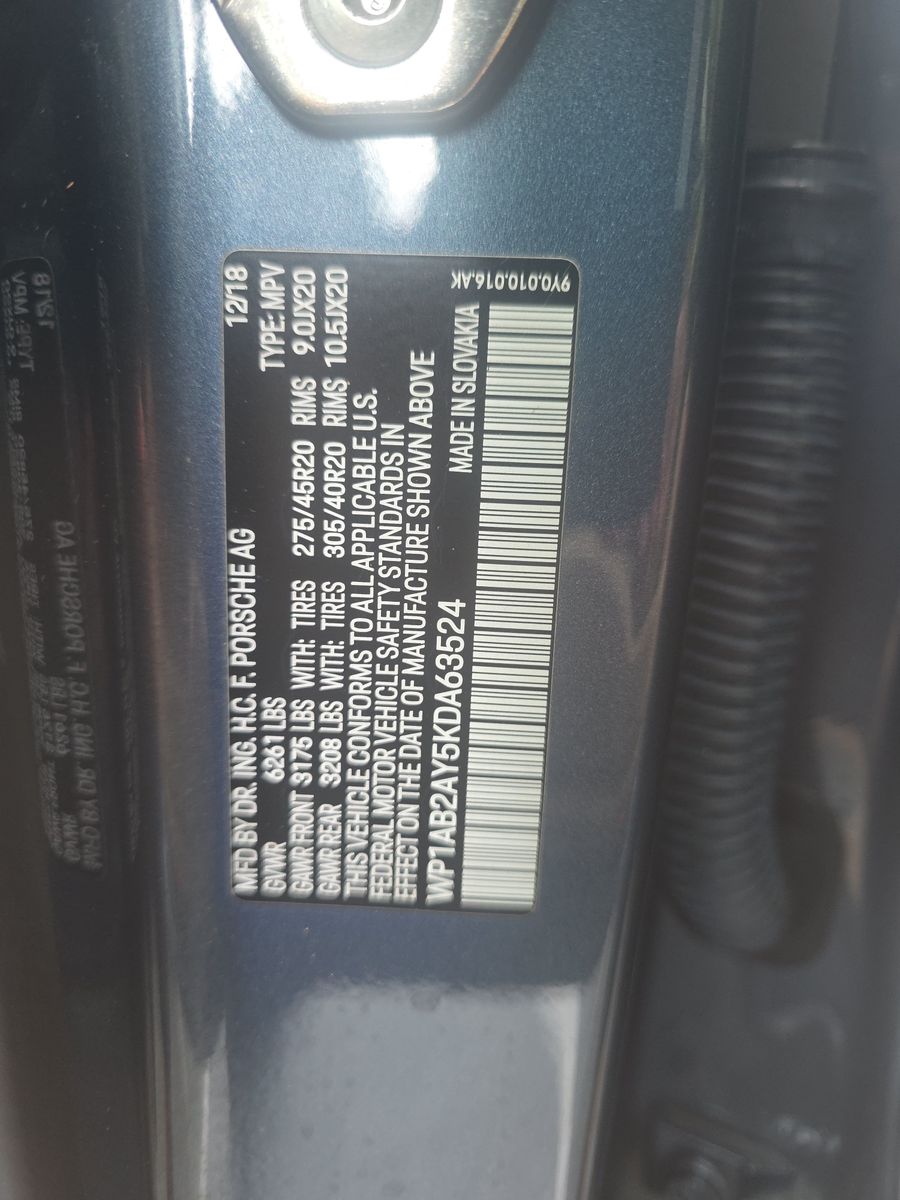 MFD BY DR. ING. H.C. F. PORSCHE AG 12/18
GVWR 6261 LBS TYPE: MPV
GAWR FRONT 3175 LBS WITH: TIRES 275/45R20 RIMS 9.0JX20
GAWR REAR 3208 LBS WITH: TIRES 305/40R20 RIMS 10.5JX20
THIS VEHICLE CONFORMS TO ALL APPLICABLE U.S.
FEDERAL MOTOR VEHICLE SAFETY STANDARDS IN
EFFECT ON THE DATE OF MANUFACTURE SHOWN ABOVE
WP1AB2AY5KDA63524 MADE IN SLOVAKIA
9Y0.010.016.AK